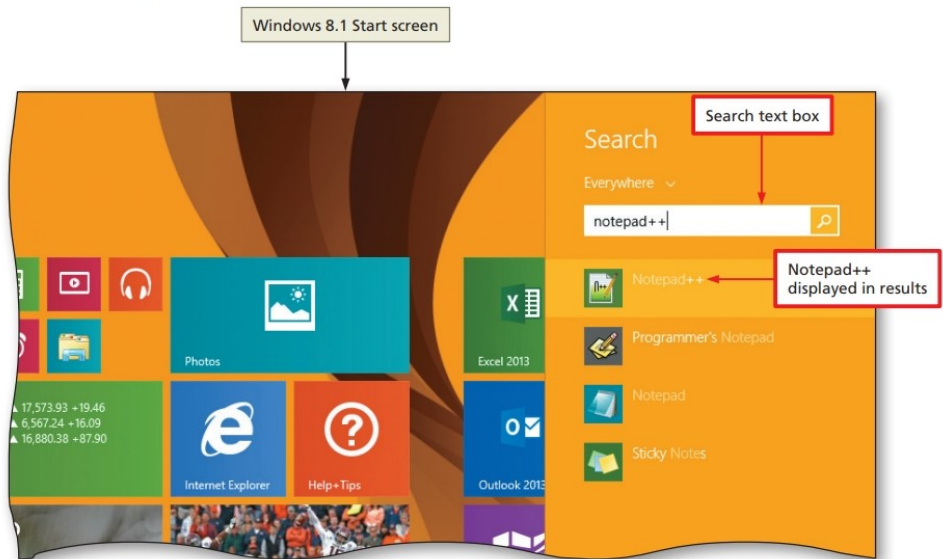 Windows 8.1 Start screen
Search text box
Search
Everywhere
notepad++
Notepad++
Notepad++
displayed in results
Programmer's Notepad
Notepad
Sticky Notes
Photos
Excel 2013
17,573.93 +19.46
6,567.24 +16.09
16,880.38 +87.90
Internet Explorer
Help+Tips
Outlook 2013